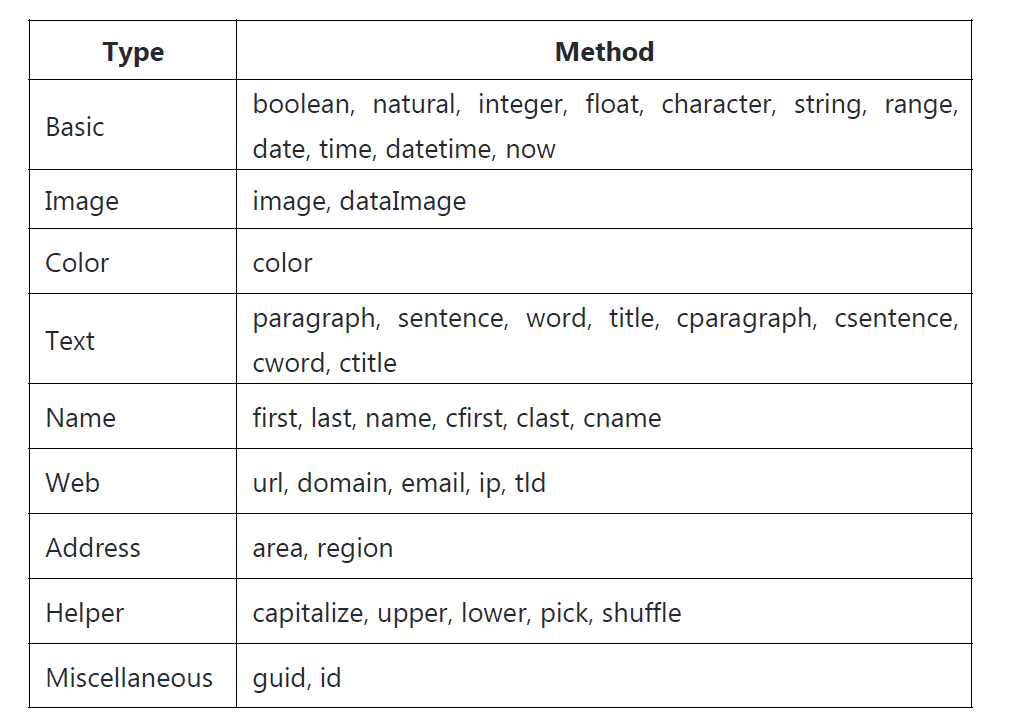 Type Method
Basic
boolean, natural, integer, float, character, string, range,
date, time, datetime, now
Image image, dataImage
Color color
Text
paragraph, sentence, word, title, cparagraph, csentence,
cword, ctitle
Name first, last, name, cfirst, clast, cname
Web url, domain, email, ip, tld
Address area, region
Helper capitalize, upper, lower, pick, shuffle
Miscellaneous guid, id